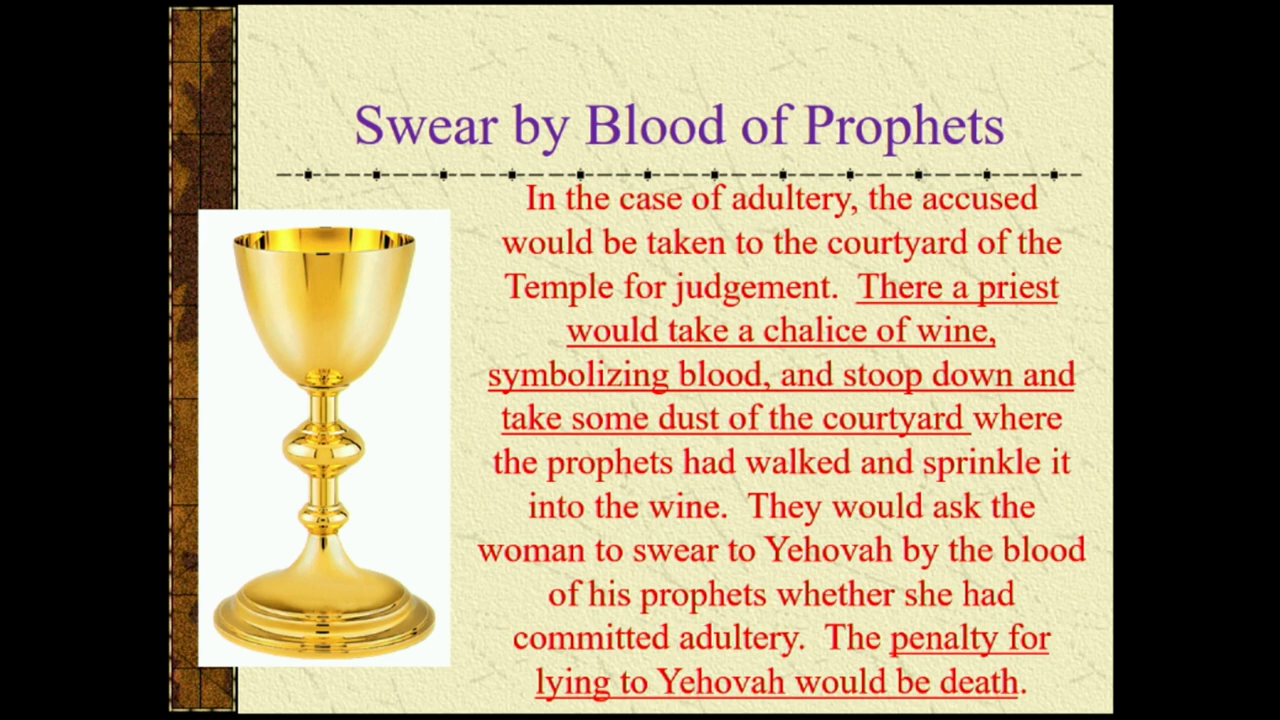 Swear by Blood of Prophets
In the case of adultery, the accused
would be taken to the courtyard of the
Temple for judgement.  There a priest
would take a chalice of wine,
symbolizing blood, and stoop down and
take some dust of the courtyard where
the prophets had walked and sprinkle it
into the wine.  They would ask the
woman to swear to Yehovah by the blood
of his prophets whether she had
committed adultery.  The penalty for
lying to Yehovah would be death.